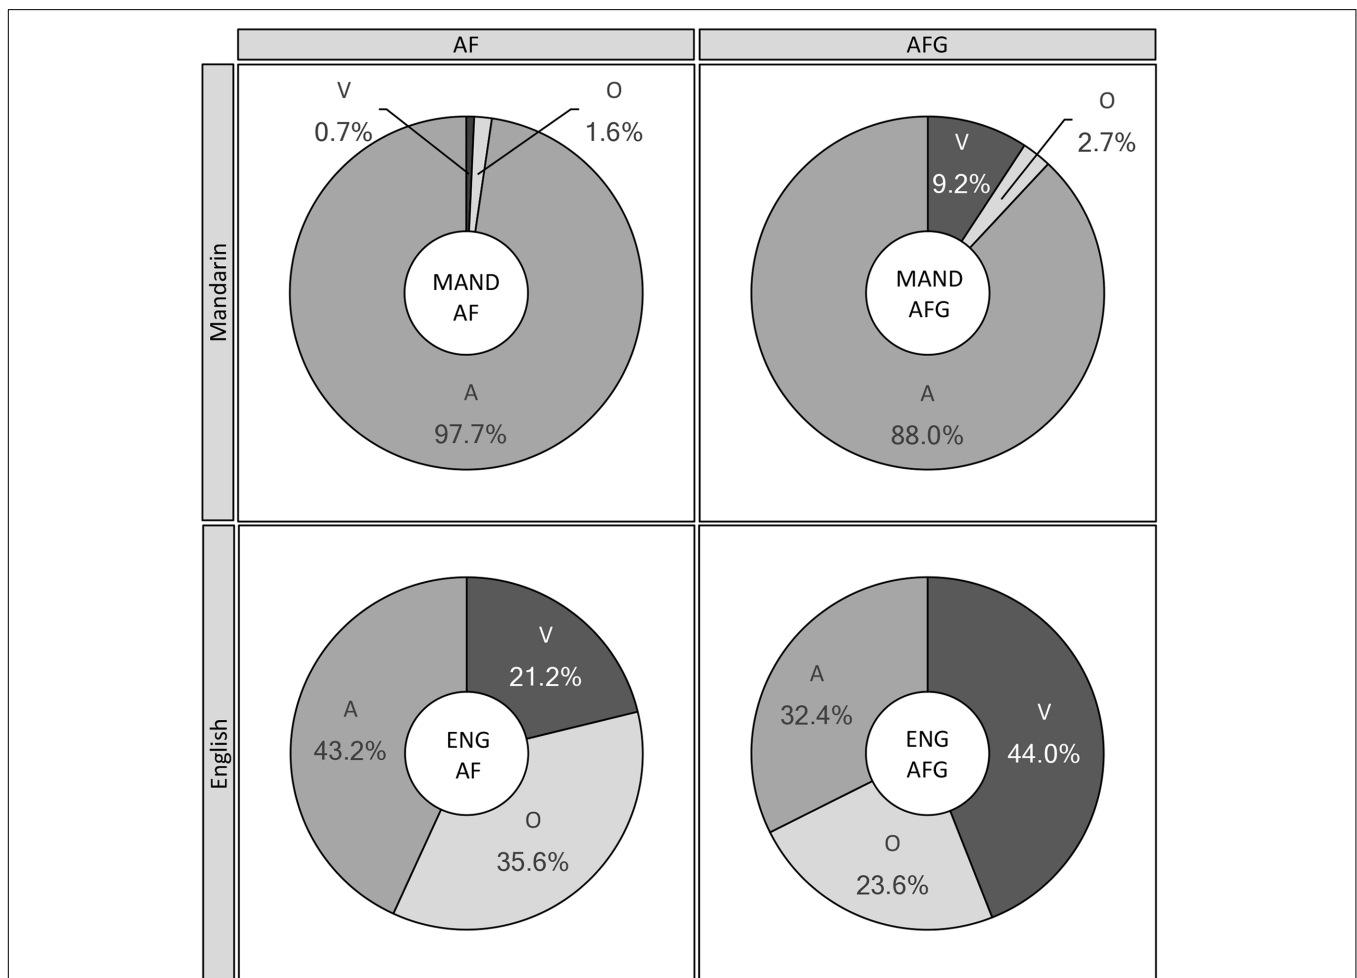 AF
AFG
Mandarin
V
0.7%
O
1.6%
MAND
AF
A
97.7%
V
9.2%
O
2.7%
MAND
AFG
A
88.0%
English
V
21.2%
A
43.2%
ENG
AF
O
35.6%
A
32.4%
V
44.0%
ENG
AFG
O
23.6%